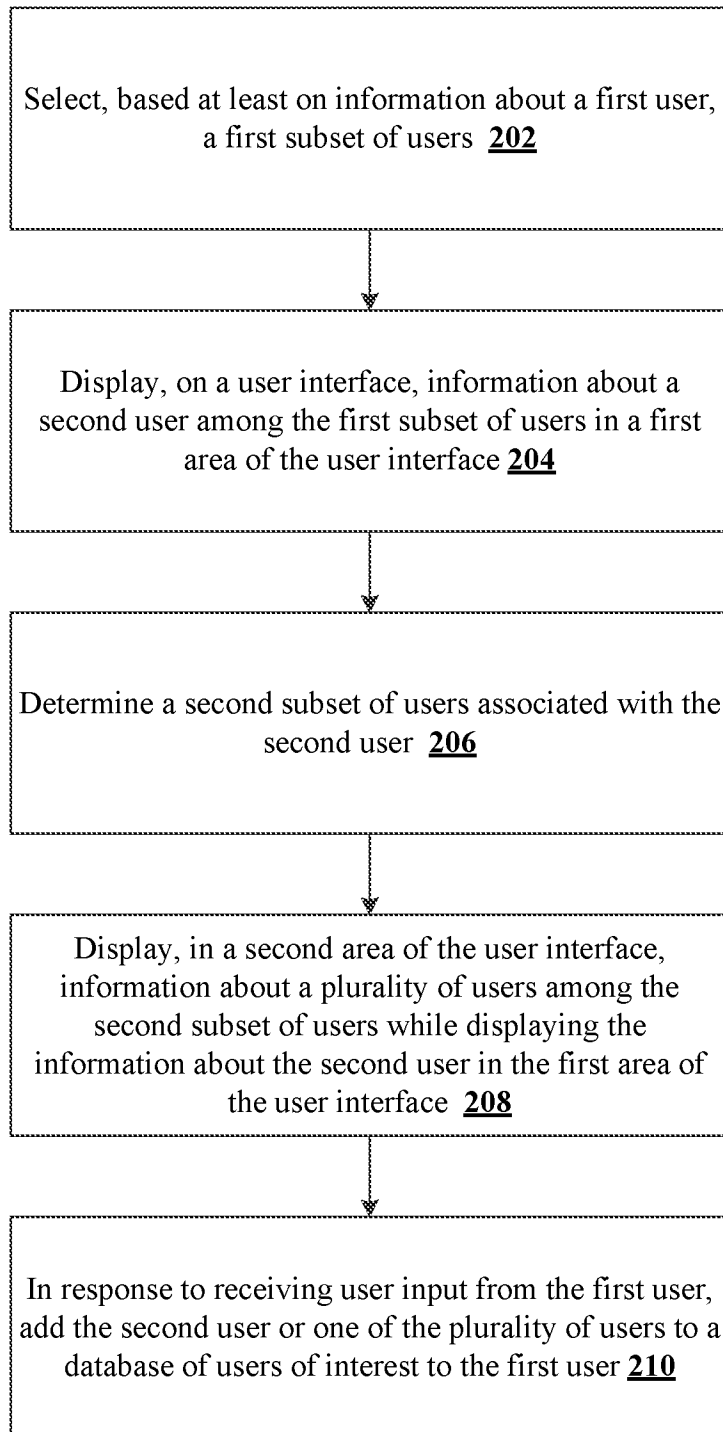 Select, based at least on information about a first user,
a first subset of users 202
Display, on a user interface, information about a
second user among the first subset of users in a first
area of the user interface 204
Determine a second subset of users associated with the
second user 206
Display, in a second area of the user interface,
information about a plurality of users among the
second subset of users while displaying the
information about the second user in the first area of
the user interface 208
In response to receiving user input from the first user,
add the second user or one of the plurality of users to a
database of users of interest to the first user 210